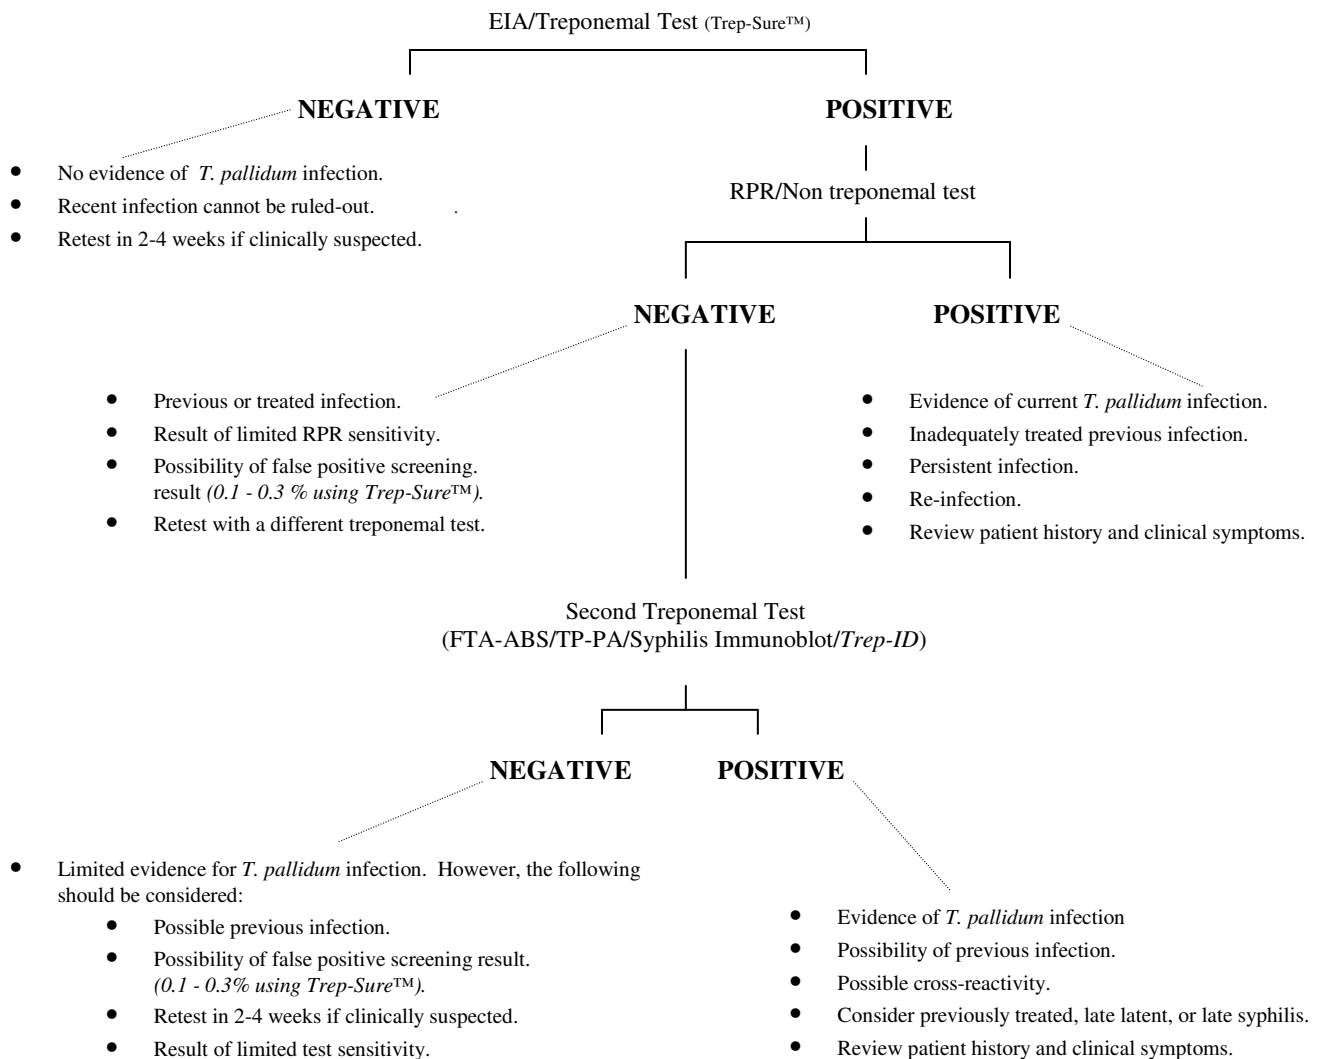 EIA/Treponemal Test (Trep-Sure™)
NEGATIVE
POSITIVE
• No evidence of T. pallidum infection.
• Recent infection cannot be ruled-out. .
• Retest in 2-4 weeks if clinically suspected.
RPR/Non treponemal test
NEGATIVE
POSITIVE
• Previous or treated infection.
• Result of limited RPR sensitivity.
• Possibility of false positive screening.
result (0.1 - 0.3 % using Trep-Sure™).
• Retest with a different treponemal test.
• Evidence of current T. pallidum infection.
• Inadequately treated previous infection.
• Persistent infection.
• Re-infection.
• Review patient history and clinical symptoms.
Second Treponemal Test
(FTA-ABS/TP-PA/Syphilis Immunoblot/Trep-ID)
NEGATIVE
POSITIVE
• Limited evidence for T. pallidum infection. However, the following
should be considered:
• Possible previous infection.
• Possibility of false positive screening result.
(0.1 - 0.3% using Trep-Sure™).
• Retest in 2-4 weeks if clinically suspected.
• Result of limited test sensitivity.
• Evidence of T. pallidum infection
• Possibility of previous infection.
• Possible cross-reactivity.
• Consider previously treated, late latent, or late syphilis.
• Review patient history and clinical symptoms.